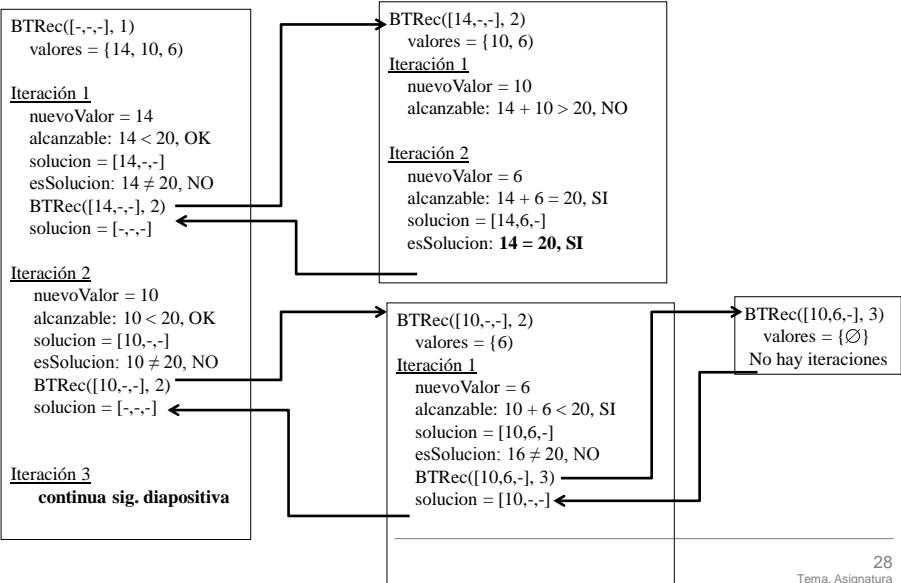 BTRec([-,-,-], 1)
valores = {14, 10, 6)
Iteración 1
nuevoValor = 14
alcanzable: 14 < 20, OK
solucion = [14,-,-]
esSolucion: 14 ≠ 20, NO
BTRec([14,-,-], 2)
solucion = [-,-,-]
Iteración 2
nuevoValor = 10
alcanzable: 10 < 20, OK
solucion = [10,-,-]
esSolucion: 10 ≠ 20, NO
BTRec([10,-,-], 2)
solucion = [-,-,-]
Iteración 3
continua sig. diapositiva
BTRec([14,-,-], 2)
valores = {10, 6)
Iteración 1
nuevoValor = 10
alcanzable: 14 + 10 > 20, NO
Iteración 2
nuevoValor = 6
alcanzable: 14 + 6 = 20, SI
solucion = [14,6,-]
esSolucion: 14 = 20, SI
BTRec([10,-,-], 2)
valores = {6)
Iteración 1
nuevoValor = 6
alcanzable: 10 + 6 < 20, SI
solucion = [10,6,-]
esSolucion: 16 ≠ 20, NO
BTRec([10,6,-], 3)
solucion = [10,-,-]
BTRec([10,6,-], 3)
valores = {∅}
No hay iteraciones
28
Tema. Asignatura